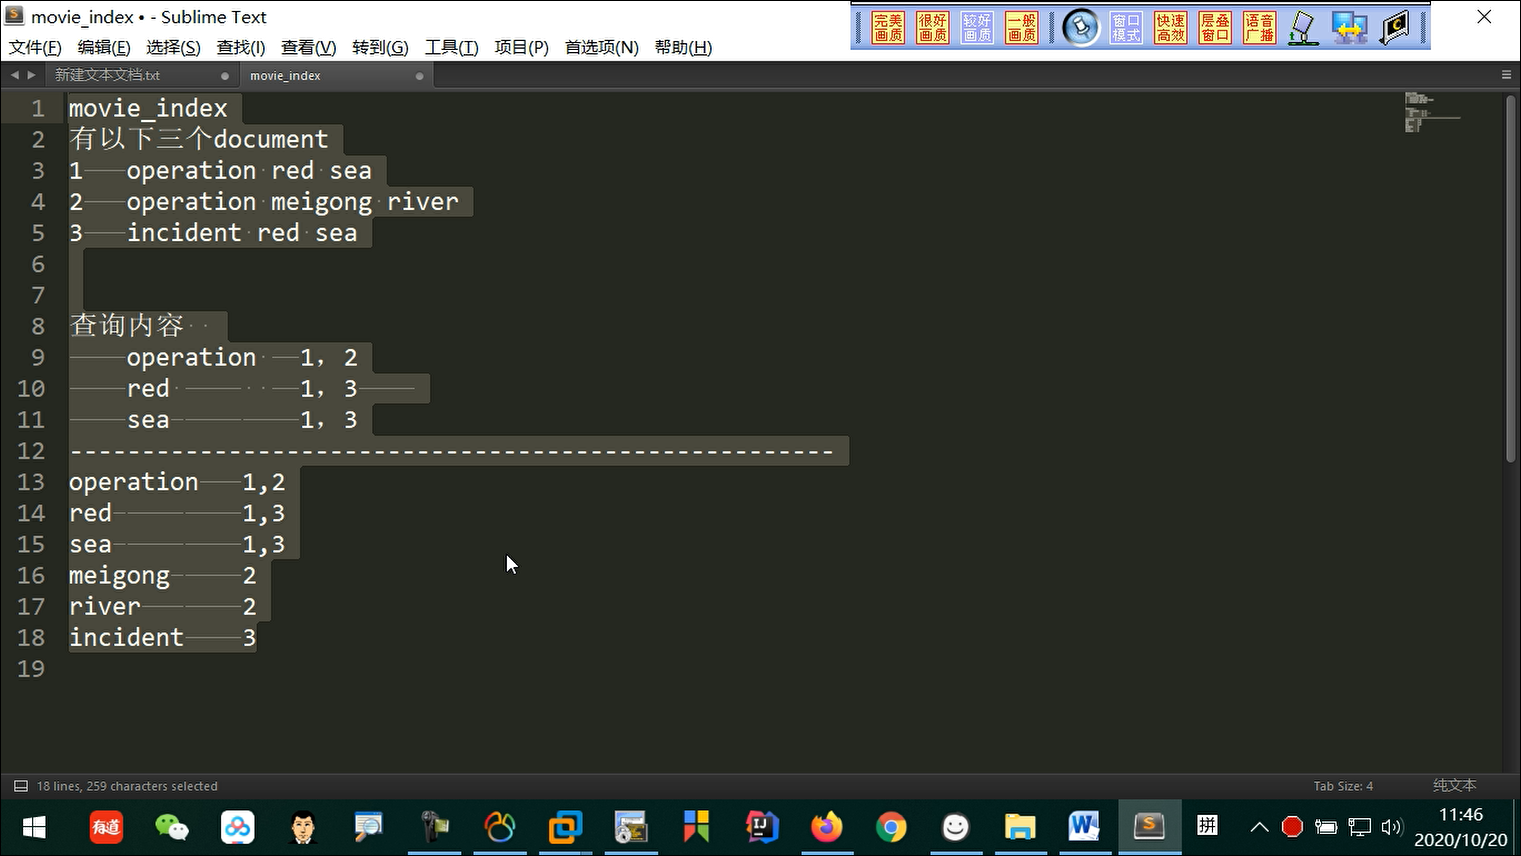 movie_index • - Sublime Text
完美画质 很好画质 较好画质 一般画质 窗口模式 快速高效 层叠窗口 语音广播
文件(F) 编辑(E) 选择(S) 查找(I) 查看(V) 转到(G) 工具(T) 项目(P) 首选项(N) 帮助(H)
新建文本文档.txt movie_index
1 movie_index
2 有以下三个document
3 1 operation red sea
4 2 operation meigong river
5 3 incident red sea
6
7
8 查询内容
9 operation 1, 2
10 red 1, 3
11 sea 1, 3
12 -----------------------------------------------------
13 operation 1,2
14 red 1,3
15 sea 1,3
16 meigong 2
17 river 2
18 incident 3
19
18 lines, 259 characters selected Tab Size: 4 纯文本
有道 IJ W S 拼 11:46
2020/10/20